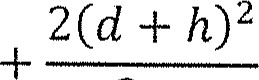 + 2(d + h)²